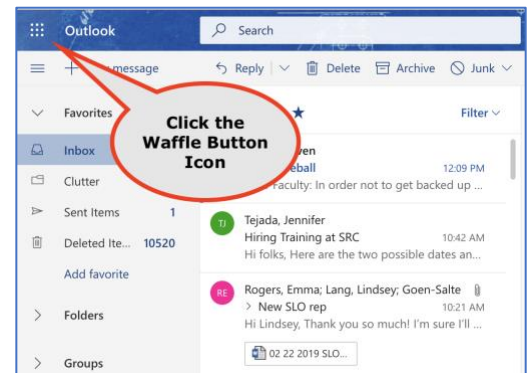 Outlook
Search
message
Reply
Delete
Archive
Junk
Favorites
Click the
Waffle Button
Icon
Filter
Inbox
12:09 PM
Faculty: In order not to get backed up ...
Clutter
Sent Items 1
TJ
Tejada, Jennifer
Hiring Training at SRC 10:42 AM
Hi folks, Here are the two possible dates an...
Deleted Ite... 10520
Add favorite
RE
Rogers, Emma; Lang, Lindsey; Goen-Salte
> New SLO rep 10:21 AM
Hi Lindsey, Thank you so much! I'm sure I'll ...
Folders
02 22 2019 SLO...
Groups